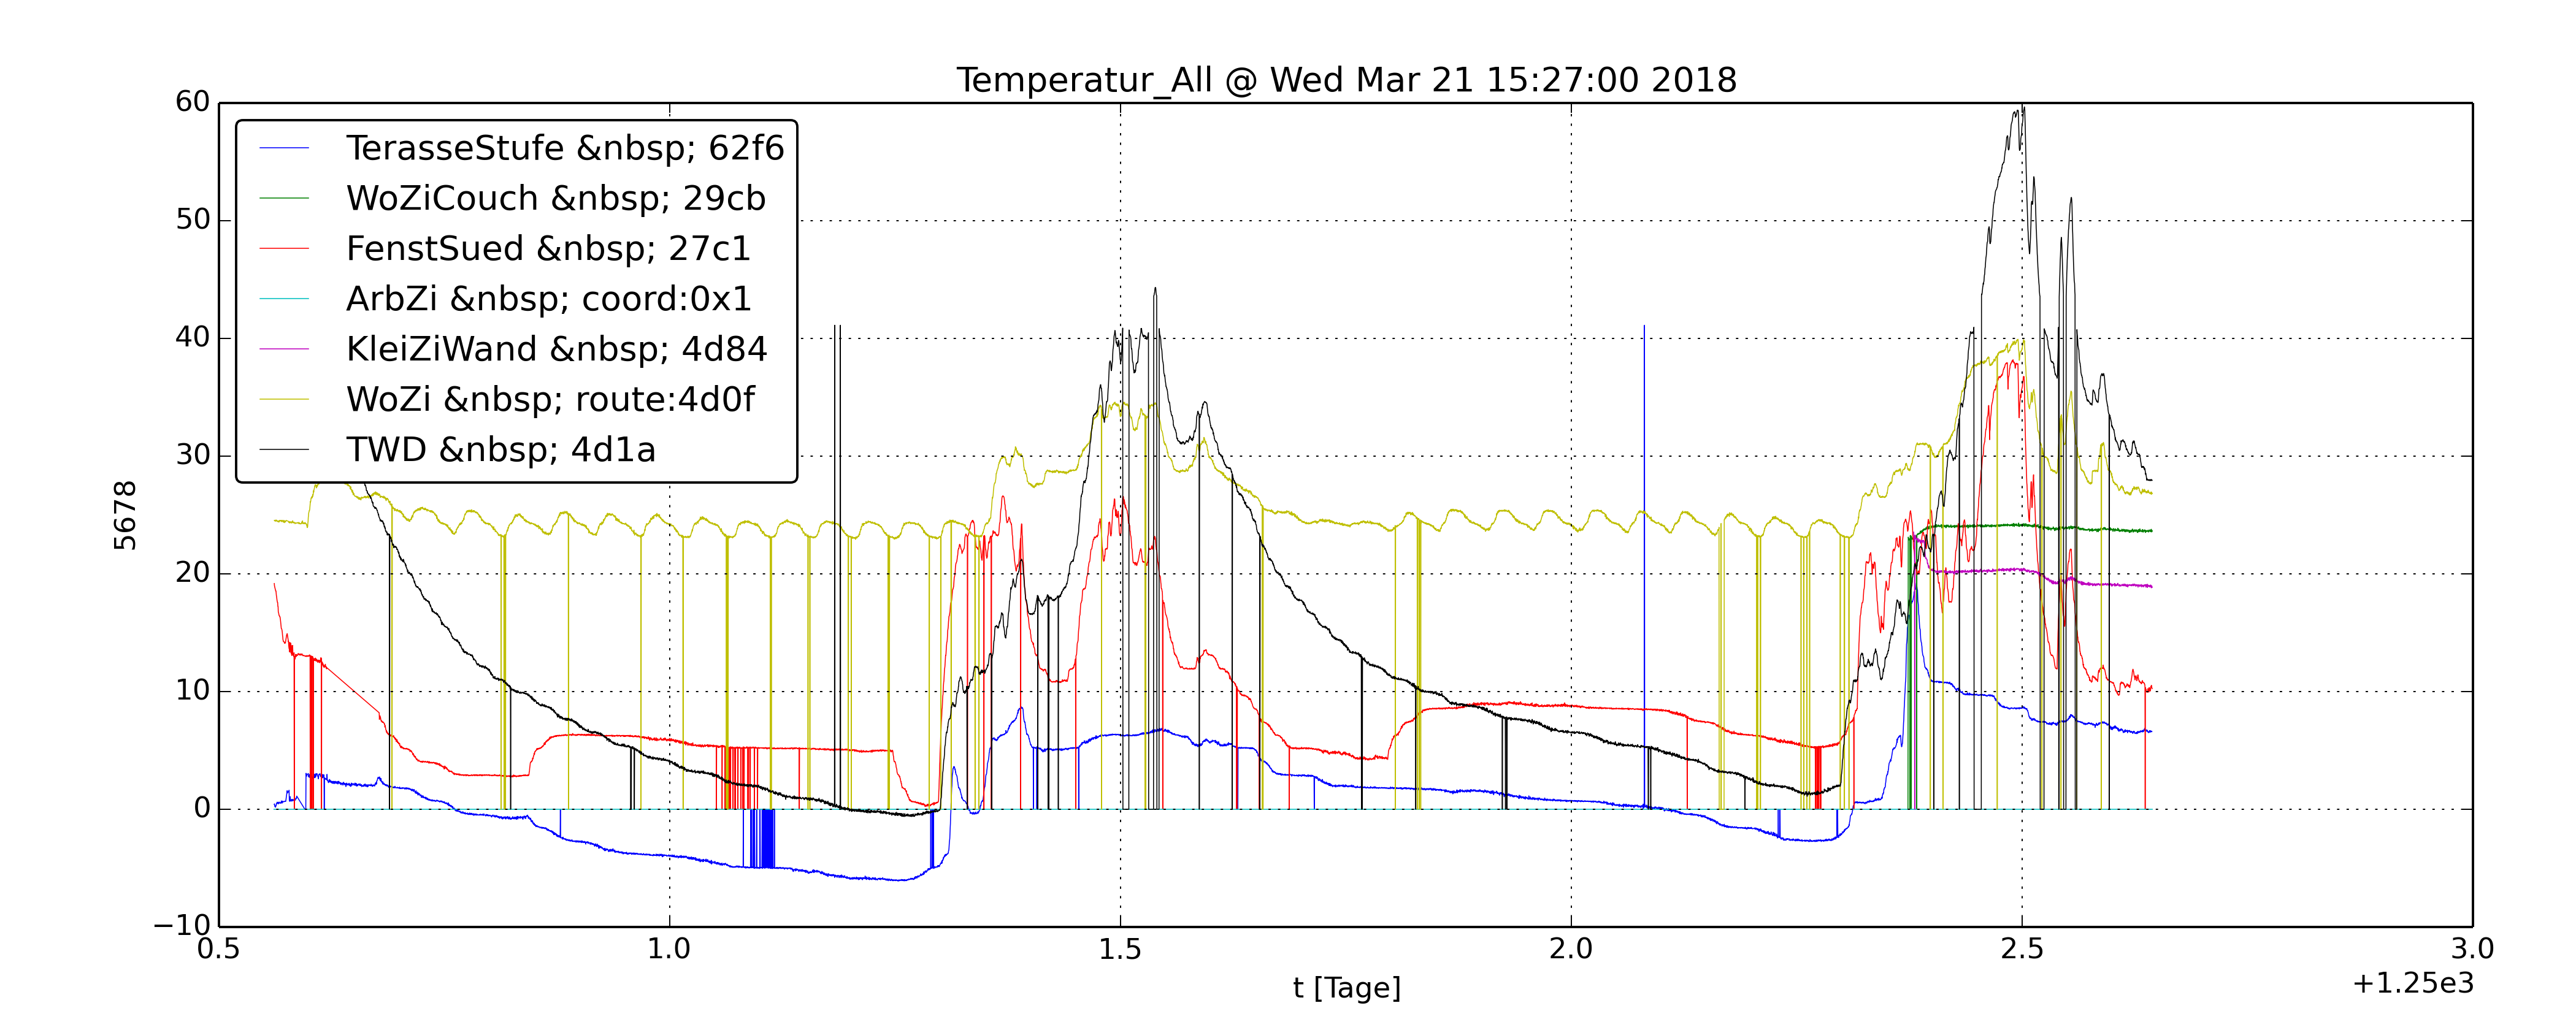 Temperatur_All @ Wed Mar 21 15:27:00 2018
60
50
40
30
20
10
0
−10
5678
TerasseStufe &nbsp; 62f6
WoZiCouch &nbsp; 29cb
FenstSued &nbsp; 27c1
ArbZi &nbsp; coord:0x1
KleiZiWand &nbsp; 4d84
WoZi &nbsp; route:4d0f
TWD &nbsp; 4d1a
0.5 1.0 1.5 2.0 2.5 3.0
t [Tage]
+1.25e3